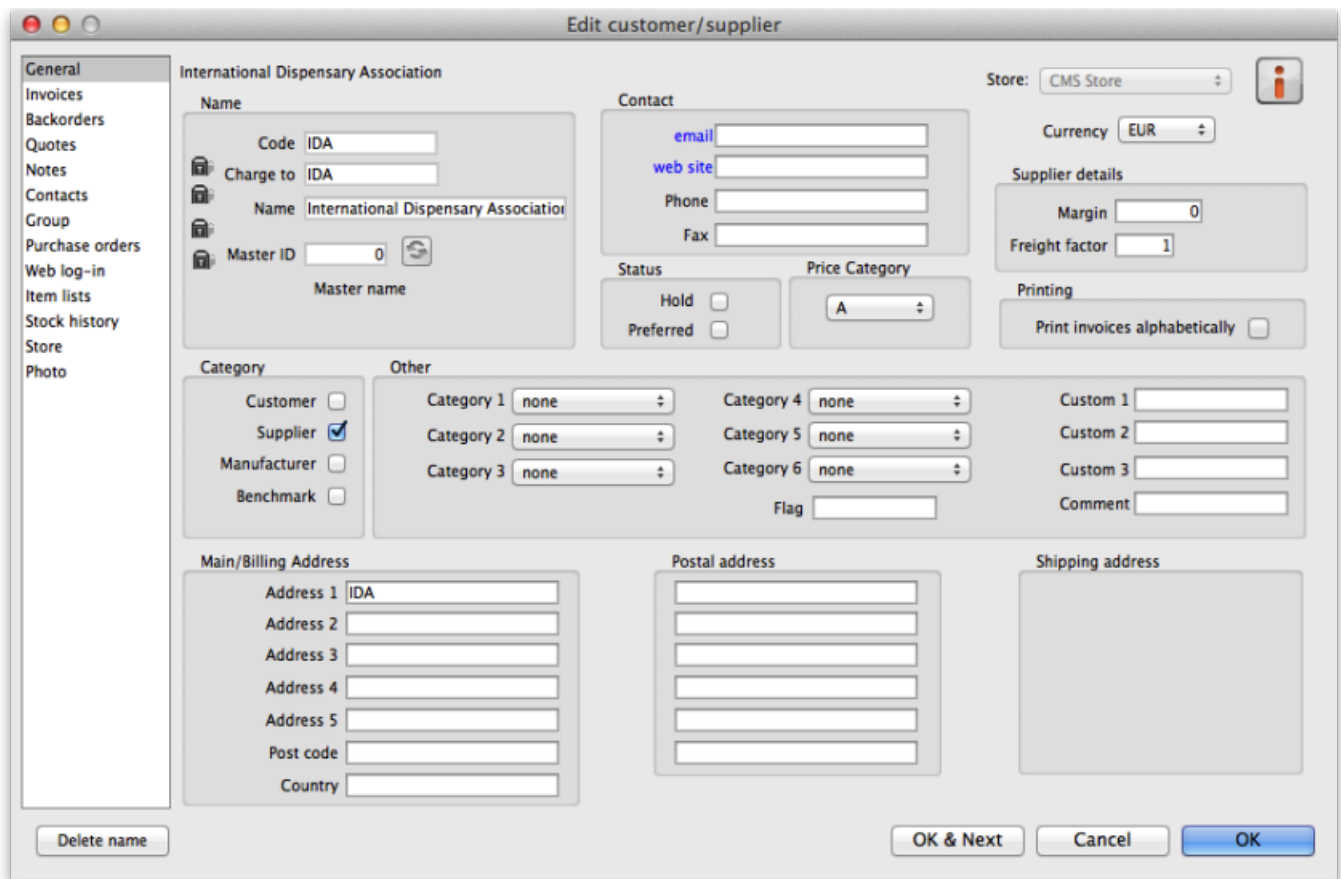 Edit customer/supplier
General
Invoices
Backorders
Quotes
Notes
Contacts
Group
Purchase orders
Web log-in
Item lists
Stock history
Store
Photo
International Dispensary Association
Store: CMS Store
Currency EUR
Name
Code IDA
Charge to IDA
Name International Dispensary Association
Master ID 0
Master name
Contact
email
web site
Phone
Fax
Supplier details
Margin 0
Freight factor 1
Status
Hold
Preferred
Price Category
A
Printing
Print invoices alphabetically
Category
Customer
Supplier
Manufacturer
Benchmark
Other
Category 1 none
Category 2 none
Category 3 none
Category 4 none
Category 5 none
Category 6 none
Flag
Custom 1
Custom 2
Custom 3
Comment
Main/Billing Address
Address 1 IDA
Address 2
Address 3
Address 4
Address 5
Post code
Country
Postal address
Shipping address
Delete name
OK & Next
Cancel
OK